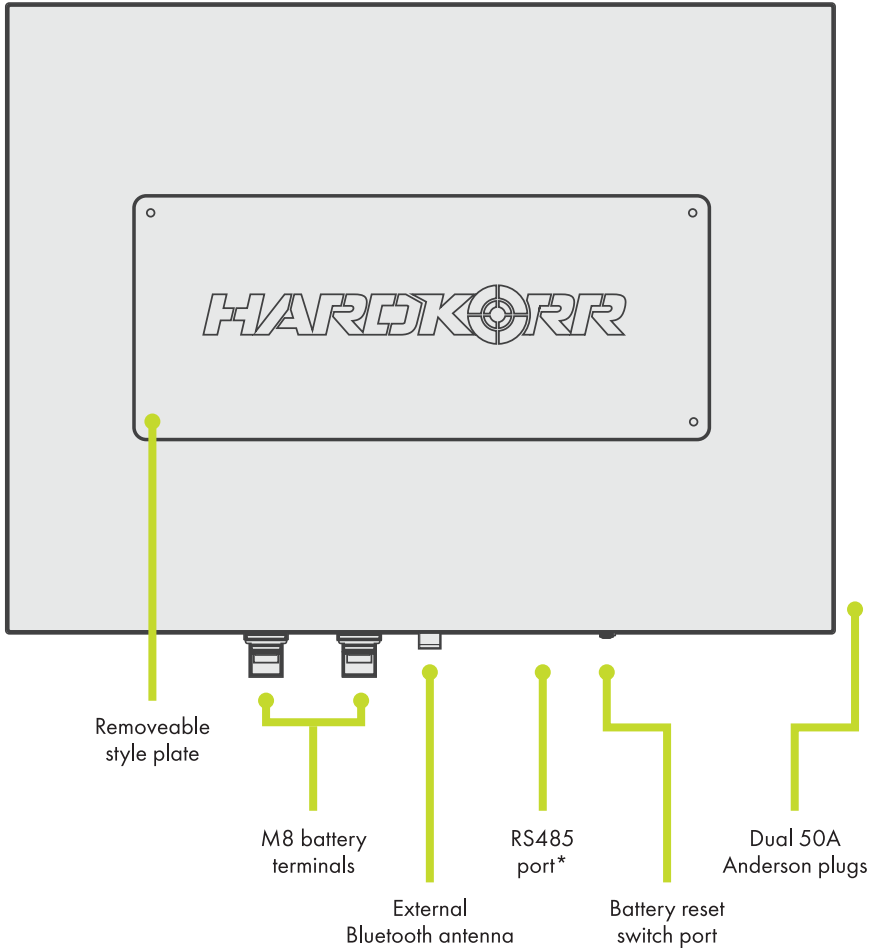 HARDKORR
Removeable
style plate
M8 battery
terminals
External
Bluetooth antenna
RS485
port*
Battery reset
switch port
Dual 50A
Anderson plugs